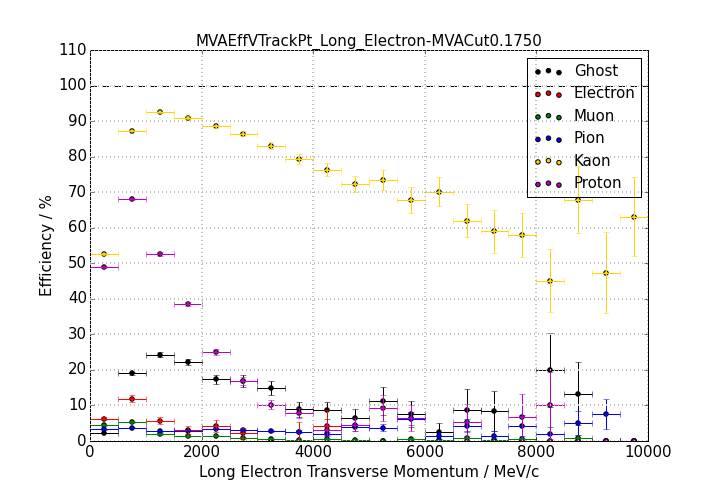 MVAEffVTrackPt_Long_Electron-MVACut0.1750
110
100
90
80
70
60
50
40
30
20
10
0
Efficiency / %
Ghost
Electron
Muon
Pion
Kaon
Proton
0 2000 4000 6000 8000 10000
Long Electron Transverse Momentum / MeV/c